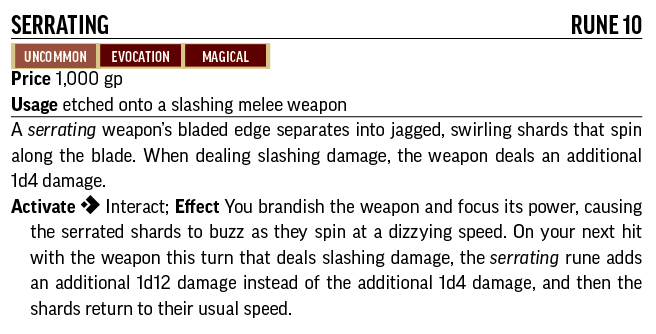 SERRATING RUNE 10
UNCOMMON EVOCATION MAGICAL
Price 1,000 gp
Usage etched onto a slashing melee weapon
A serrating weapon’s bladed edge separates into jagged, swirling shards that spin
along the blade. When dealing slashing damage, the weapon deals an additional
1d4 damage.
Activate Interact; Effect You brandish the weapon and focus its power, causing
the serrated shards to buzz as they spin at a dizzying speed. On your next hit
with the weapon this turn that deals slashing damage, the serrating rune adds
an additional 1d12 damage instead of the additional 1d4 damage, and then the
shards return to their usual speed.